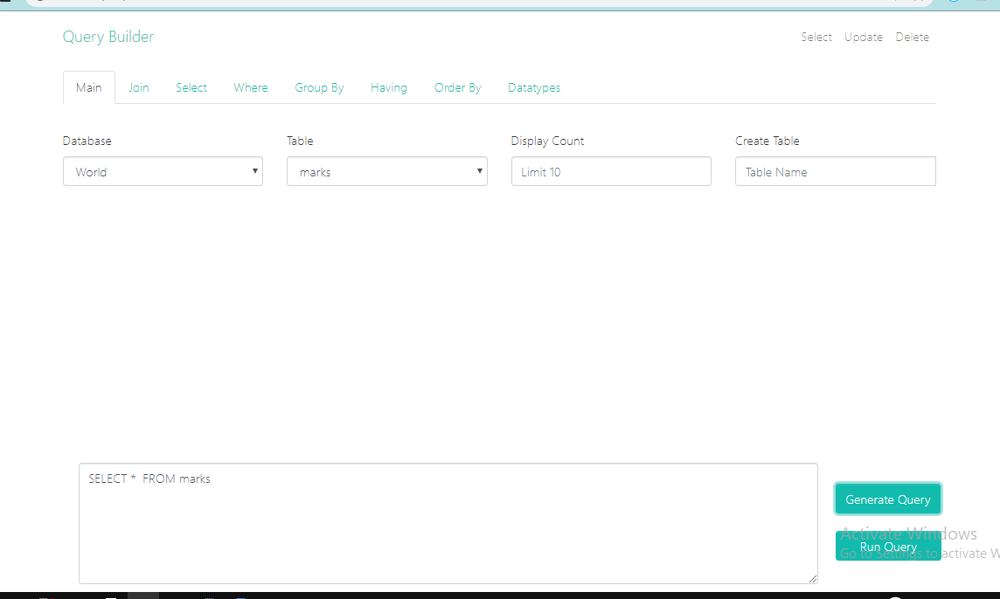 Query Builder
Select Update Delete
Main Join Select Where Group By Having Order By Datatypes
Database Table Display Count Create Table
World marks Limit 10 Table Name
SELECT * FROM marks
Generate Query
Activate Windows
Run Query
Go to Settings to activate W